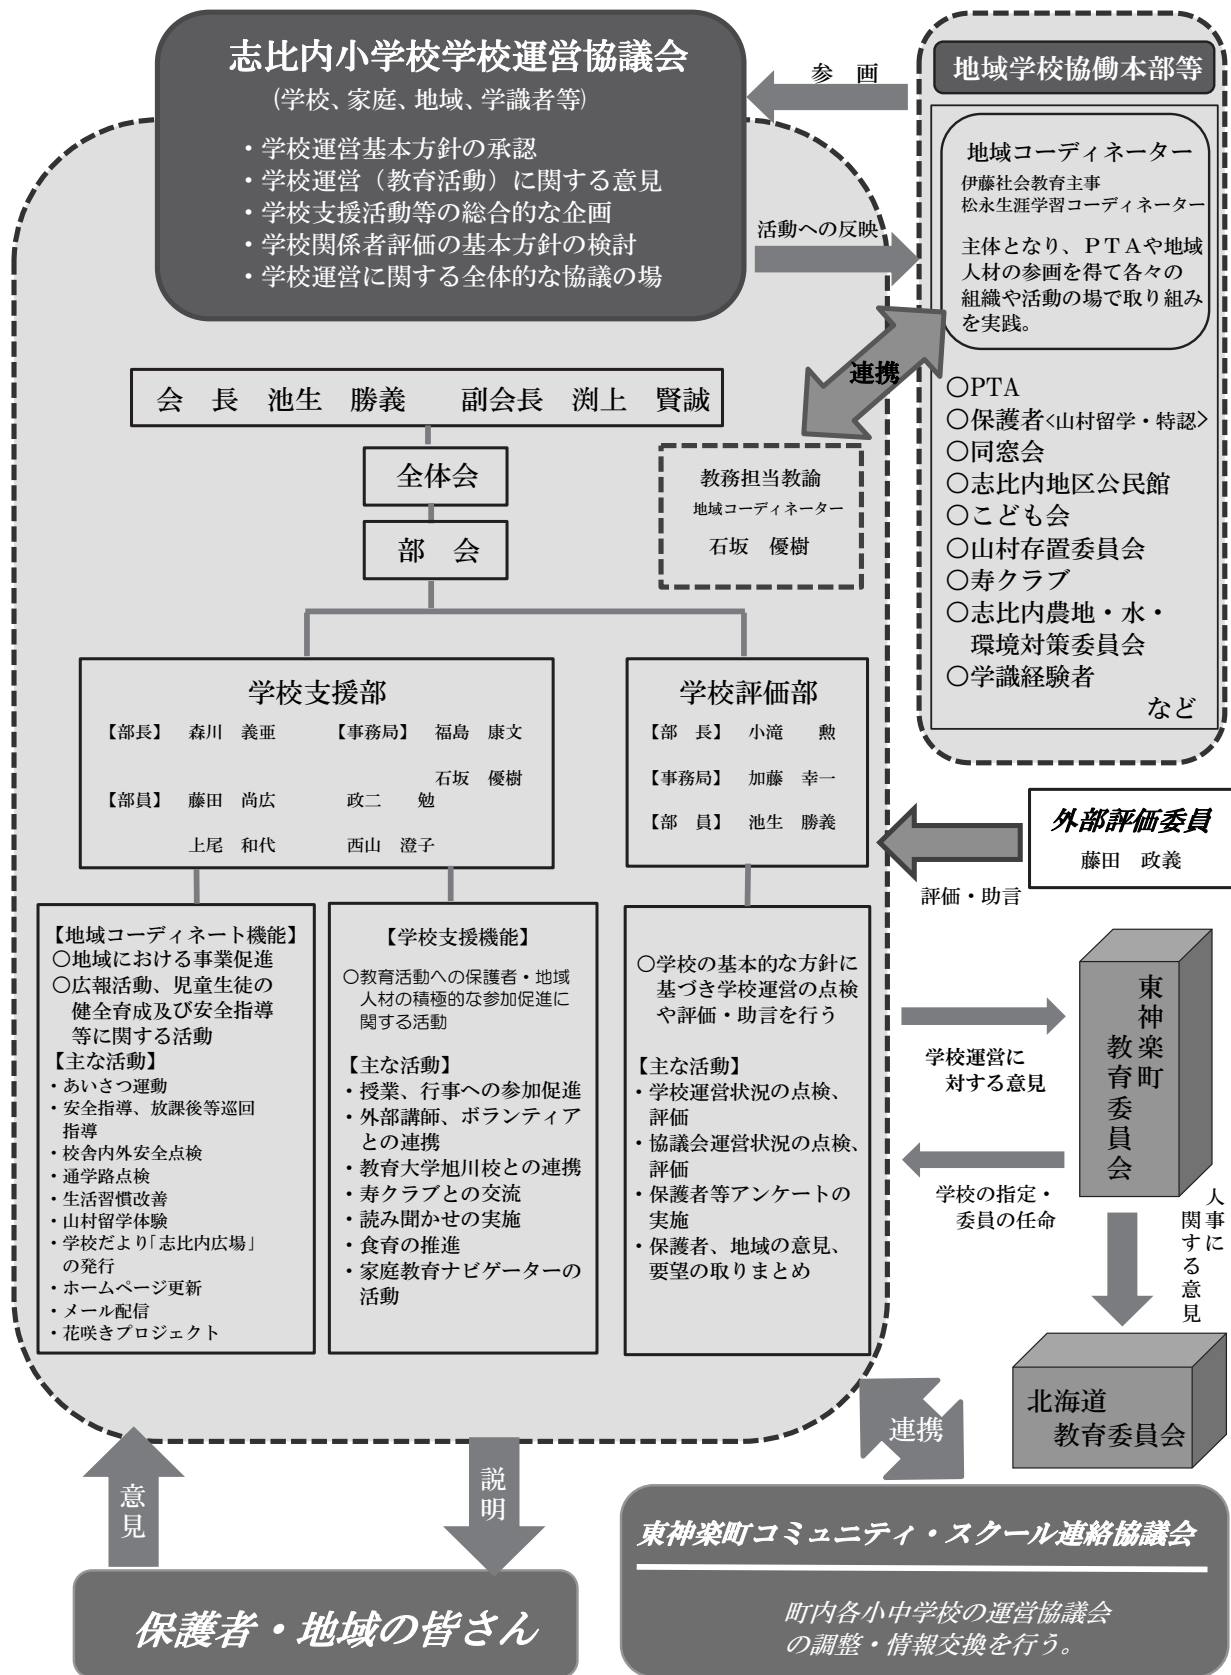 志比内小学校学校運営協議会
(学校、家庭、地域、学識者等)
・学校運営基本方針の承認
・学校運営（教育活動）に関する意見
・学校支援活動等の総合的な企画
・学校関係者評価の基本方針の検討
・学校運営に関する全体的な協議の場
参　画
活動への反映
地域学校協働本部等
地域コーディネーター
伊藤社会教育主事
松永生涯学習コーディネーター
主体となり、ＰＴＡや地域
人材の参画を得て各々の
組織や活動の場で取り組み
を実践。
○PTA
○保護者<山村留学・特認>
○同窓会
○志比内地区公民館
○こども会
○山村存置委員会
○寿クラブ
○志比内農地・水・
環境対策委員会
○学識経験者
など
連携
会　長　池生　勝義　　副会長　渕上　賢誠
全体会
部　会
教務担当教諭
地域コーディネーター
石坂　優樹
学校支援部
【部長】　森川　義亜　　【事務局】　福島　康文
石坂　優樹
【部員】　藤田　尚広　　政二　　勉
上尾　和代　　西山　澄子
学校評価部
【部　長】　小滝　　勲
【事務局】　加藤　幸一
【部　員】　池生　勝義
外部評価委員
藤田　政義
評価・助言
【地域コーディネート機能】
○地域における事業促進
○広報活動、児童生徒の
健全育成及び安全指導
等に関する活動
【主な活動】
・あいさつ運動
・安全指導、放課後等巡回
指導
・校舎内外安全点検
・通学路点検
・生活習慣改善
・山村留学体験
・学校だより「志比内広場」
の発行
・ホームページ更新
・メール配信
・花咲きプロジェクト
【学校支援機能】
○教育活動への保護者・地域
人材の積極的な参加促進に
関する活動
【主な活動】
・授業、行事への参加促進
・外部講師、ボランティア
との連携
・教育大学旭川校との連携
・寿クラブとの交流
・読み聞かせの実施
・食育の推進
・家庭教育ナビゲーターの
活動
○学校の基本的な方針に
基づき学校運営の点検
や評価・助言を行う
【主な活動】
・学校運営状況の点検、
評価
・協議会運営状況の点検、
評価
・保護者等アンケートの
実施
・保護者、地域の意見、
要望の取りまとめ
学校運営に
対する意見
学校の指定・
委員の任命
東神楽町
教育委員会
人事に
関する意見
北海道
教育委員会
連携
意見
説明
保護者・地域の皆さん
東神楽町コミュニティ・スクール連絡協議会
町内各小中学校の運営協議会
の調整・情報交換を行う。